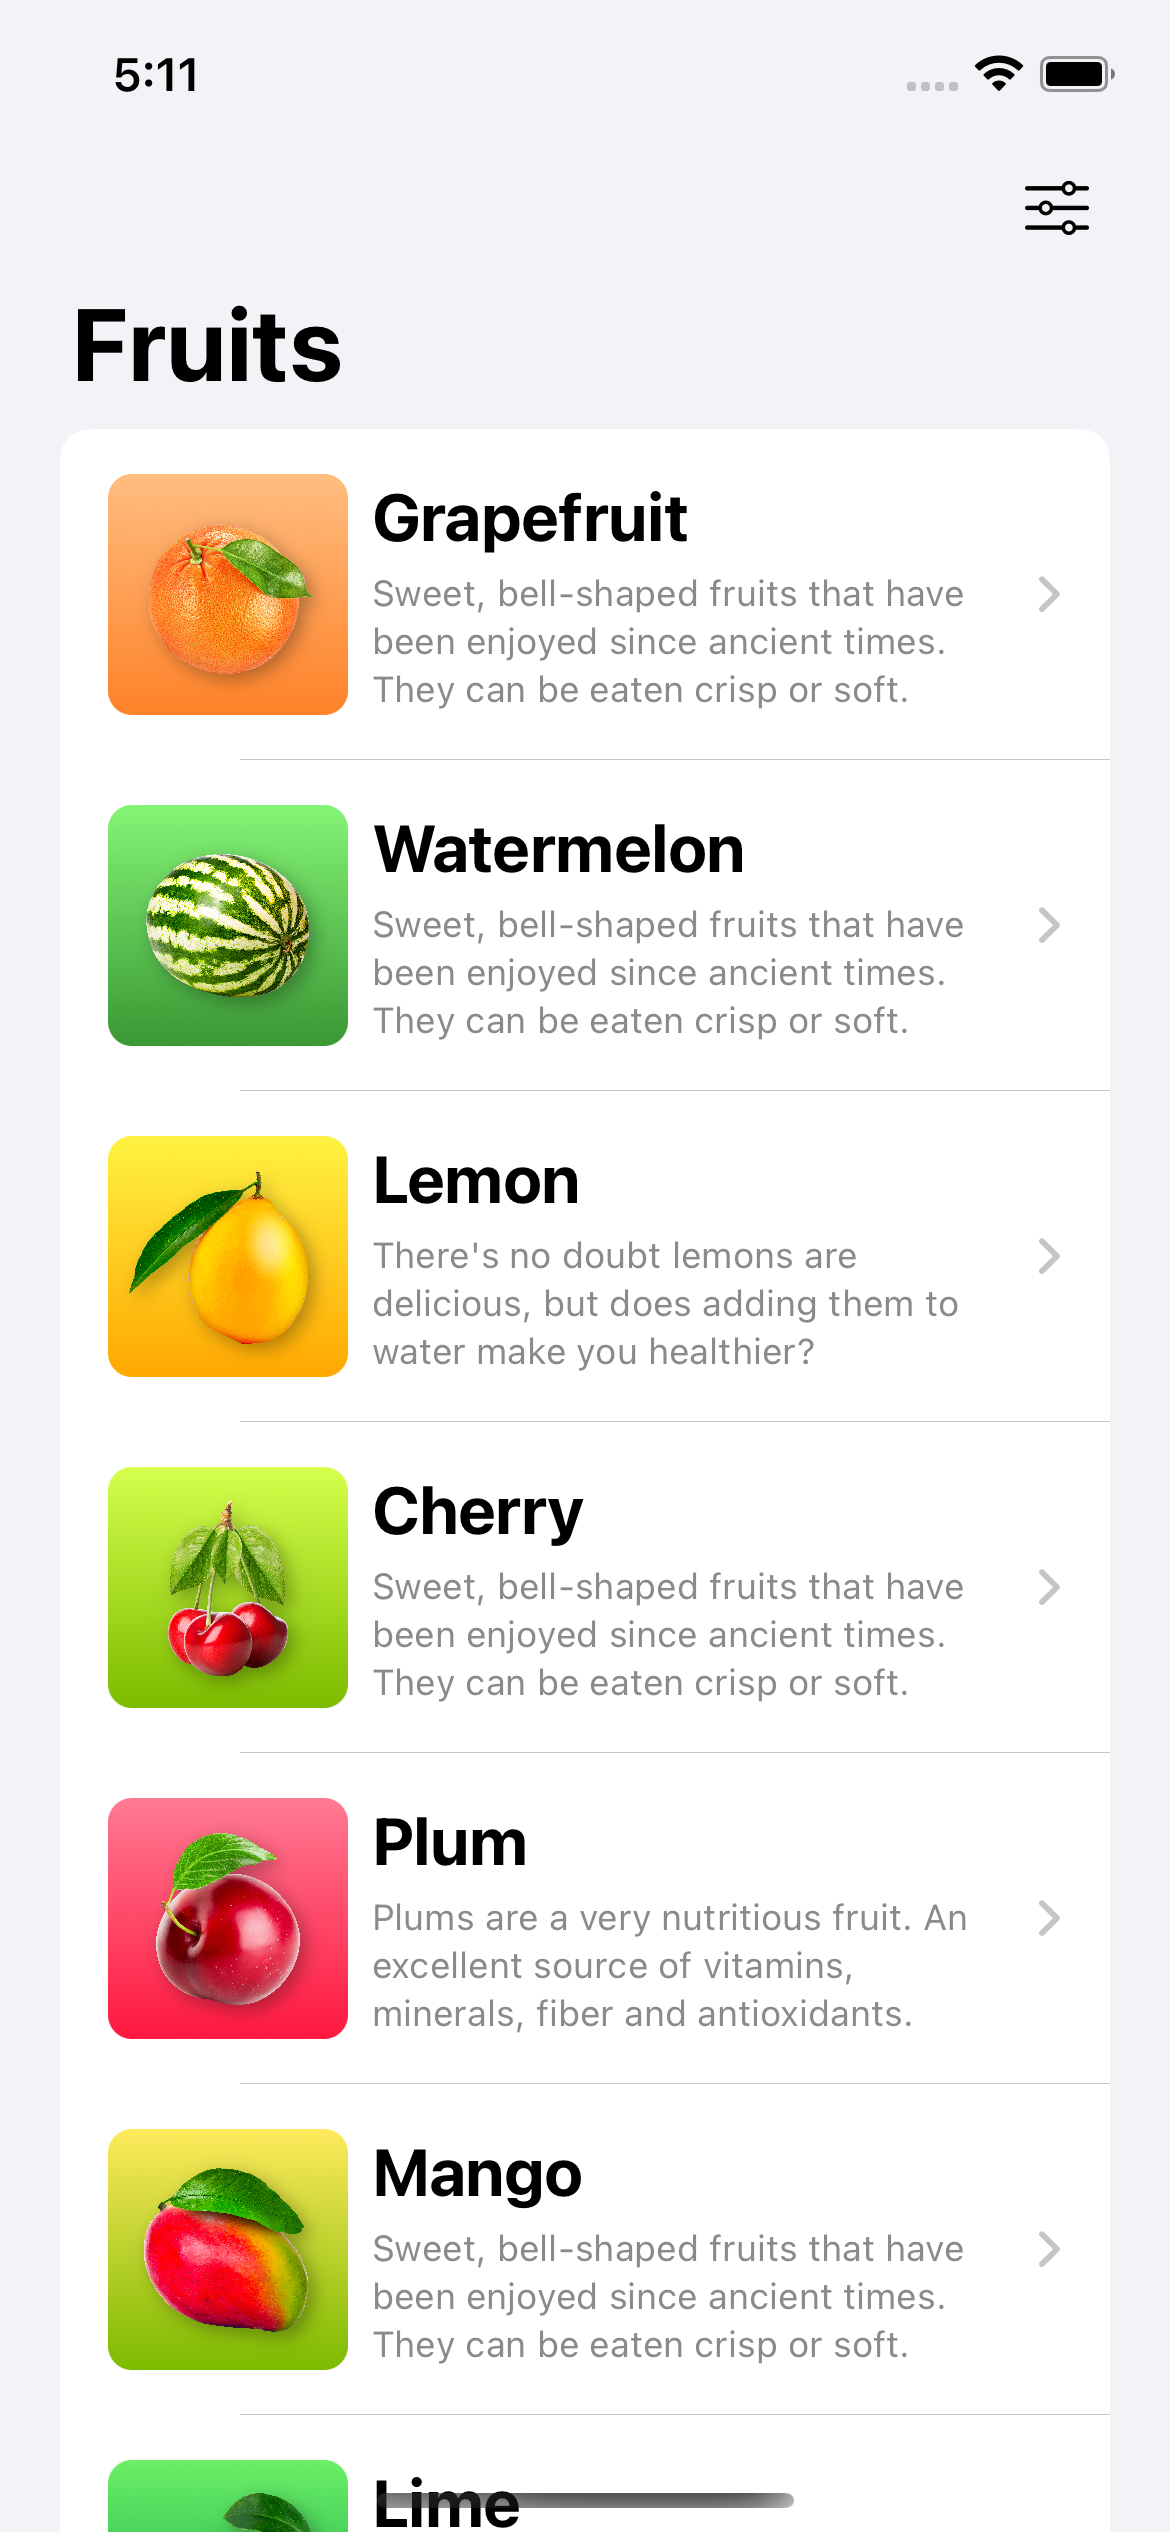 5:11
Fruits
Grapefruit
Sweet, bell-shaped fruits that have
been enjoyed since ancient times.
They can be eaten crisp or soft.
Watermelon
Sweet, bell-shaped fruits that have
been enjoyed since ancient times.
They can be eaten crisp or soft.
Lemon
There's no doubt lemons are
delicious, but does adding them to
water make you healthier?
Cherry
Sweet, bell-shaped fruits that have
been enjoyed since ancient times.
They can be eaten crisp or soft.
Plum
Plums are a very nutritious fruit. An
excellent source of vitamins,
minerals, fiber and antioxidants.
Mango
Sweet, bell-shaped fruits that have
been enjoyed since ancient times.
They can be eaten crisp or soft.
Lime